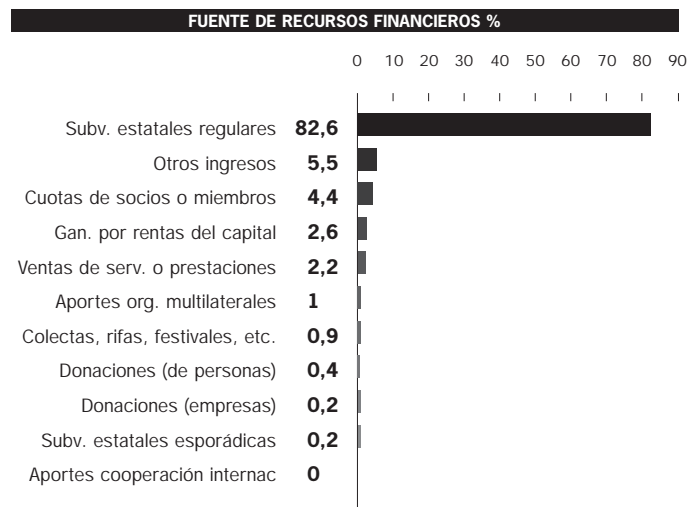 FUENTE DE RECURSOS FINANCIEROS %
0 10 20 30 40 50 60 70 80 90
Subv. estatales regulares 82,6
Otros ingresos 5,5
Cuotas de socios o miembros 4,4
Gan. por rentas del capital 2,6
Ventas de serv. o prestaciones 2,2
Aportes org. multilaterales 1
Colectas, rifas, festivales, etc. 0,9
Donaciones (de personas) 0,4
Donaciones (empresas) 0,2
Subv. estatales esporádicas 0,2
Aportes cooperación internac 0